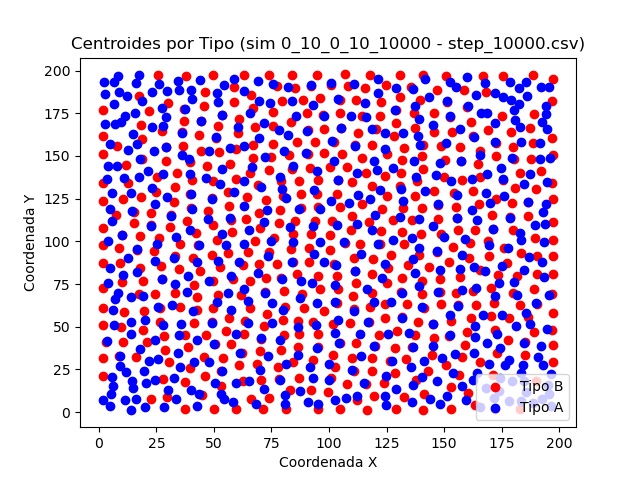 Centroides por Tipo (sim 0_10_0_10_10000 - step_10000.csv)
Coordenada Y
200
175
150
125
100
75
50
25
0
0 25 50 75 100 125 150 175 200
Coordenada X
Tipo B
Tipo A